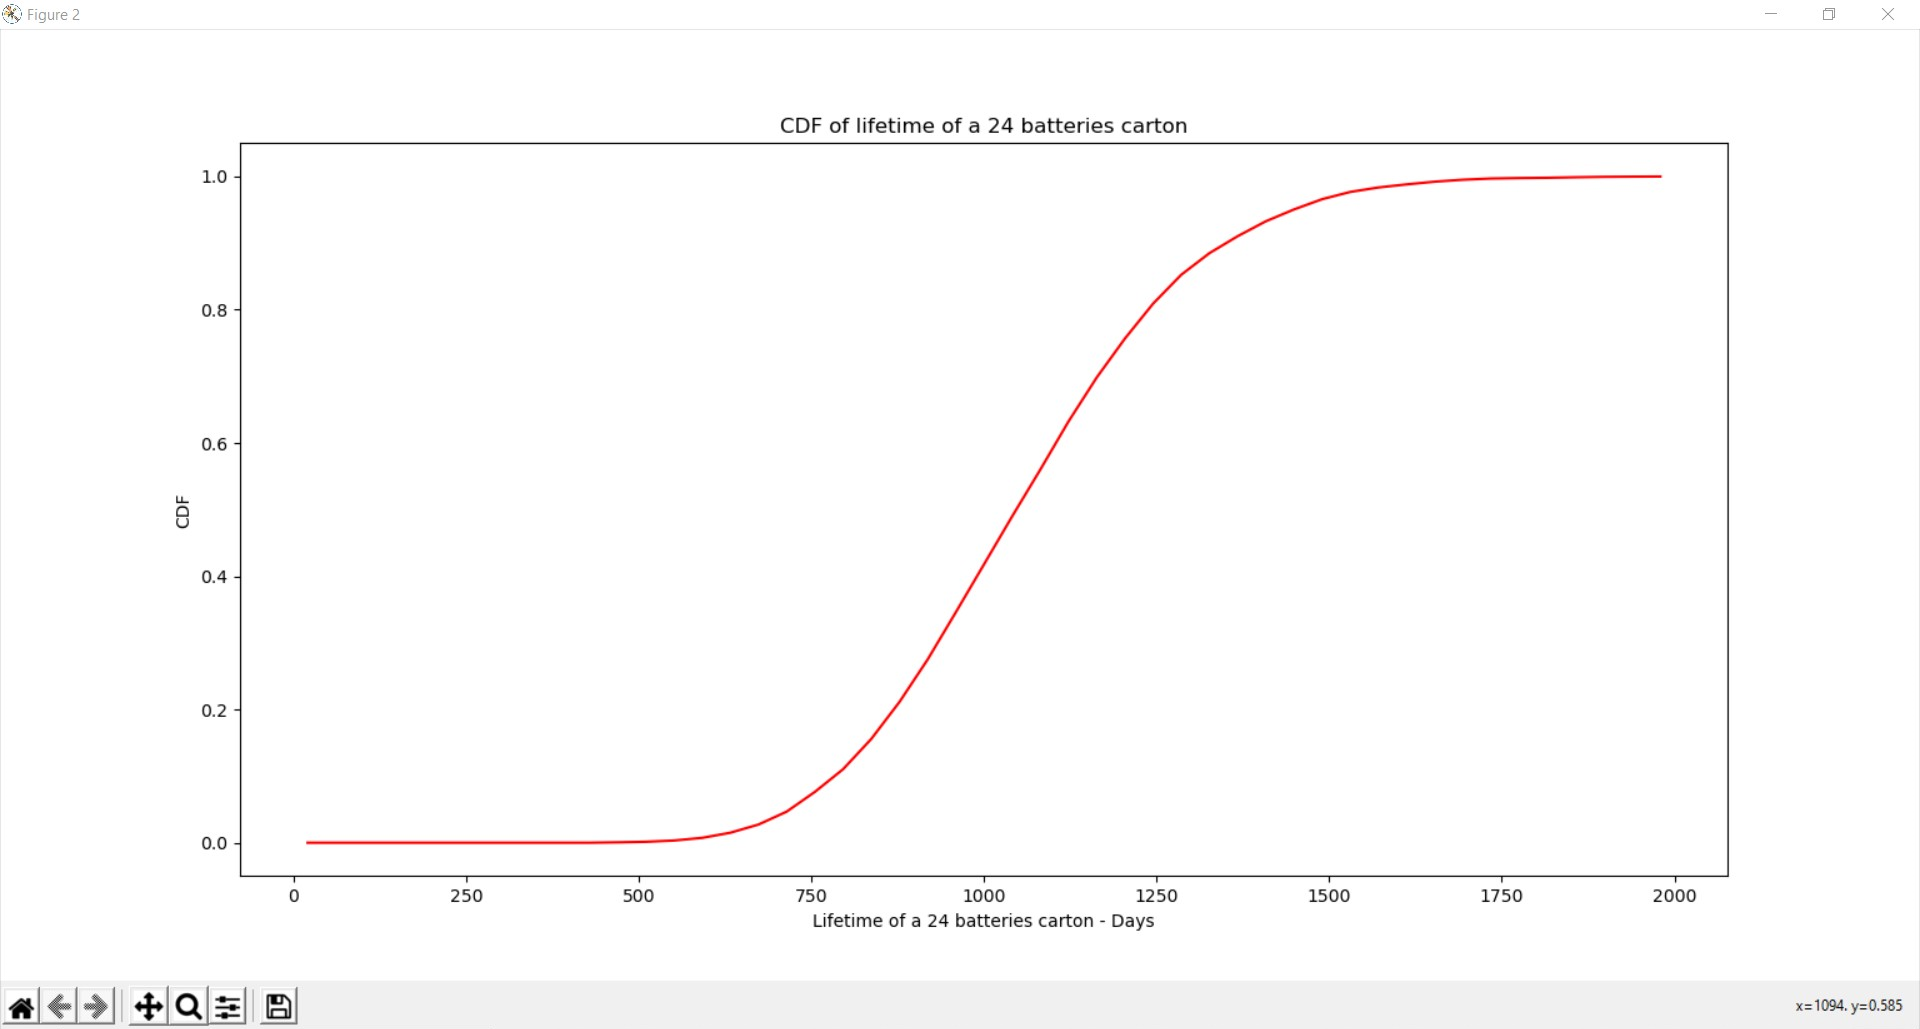 Figure 2
CDF of lifetime of a 24 batteries carton
1.0
0.8
0.6
0.4
0.2
0.0
CDF
0 250 500 750 1000 1250 1500 1750 2000
Lifetime of a 24 batteries carton - Days
x=1094. y=0.585